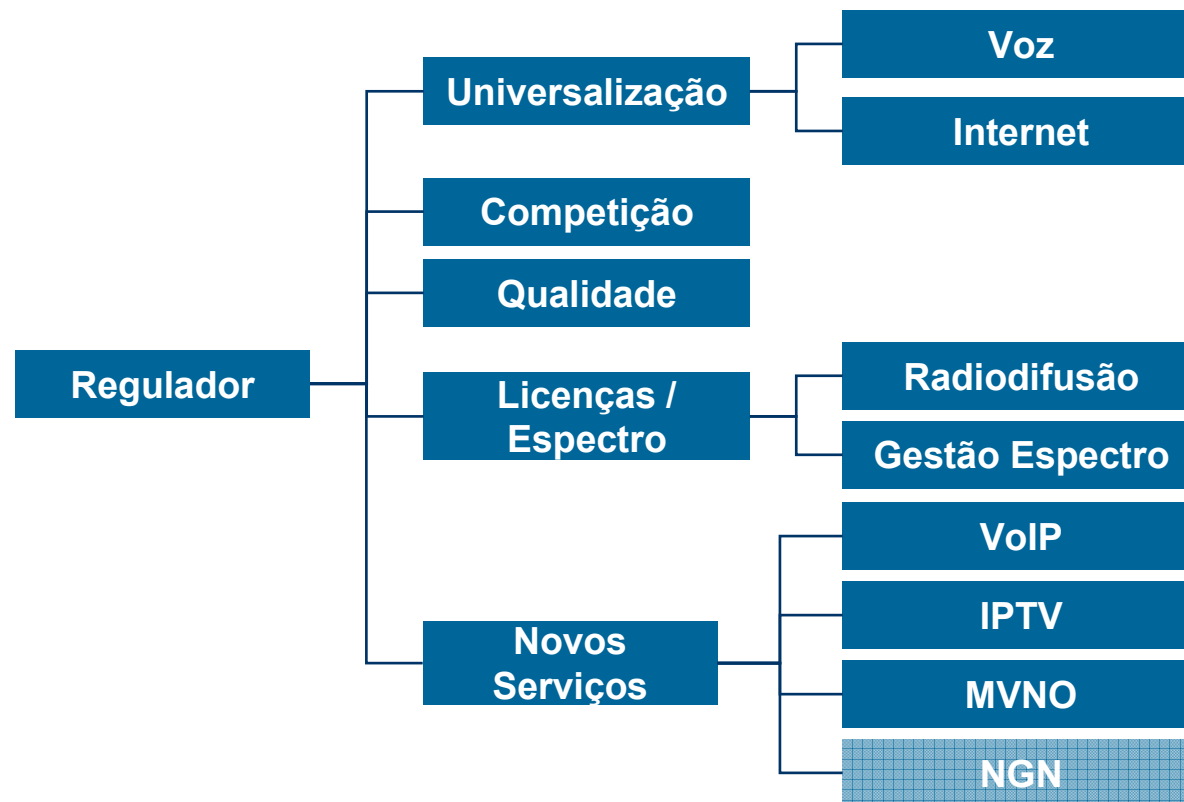 Regulador
Universalização
Voz
Internet
Competição
Qualidade
Licenças /
Espectro
Radiodifusão
Gestão Espectro
Novos
Serviços
VoIP
IPTV
MVNO
NGN